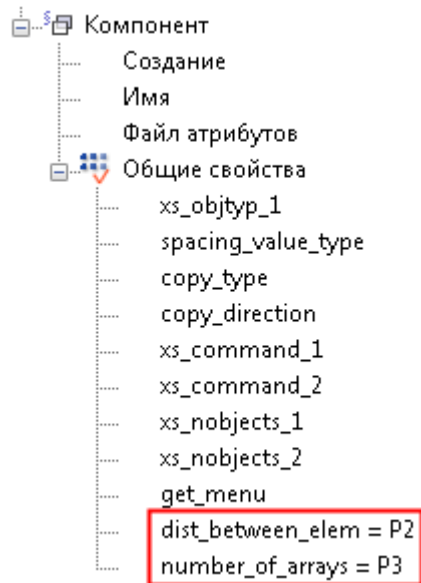 Компонент
Создание
Имя
Файл атрибутов
Общие свойства
xs_objtyp_1
spacing_value_type
copy_type
copy_direction
xs_command_1
xs_command_2
xs_nobjects_1
xs_nobjects_2
get_menu
dist_between_elem = P2
number_of_arrays = P3